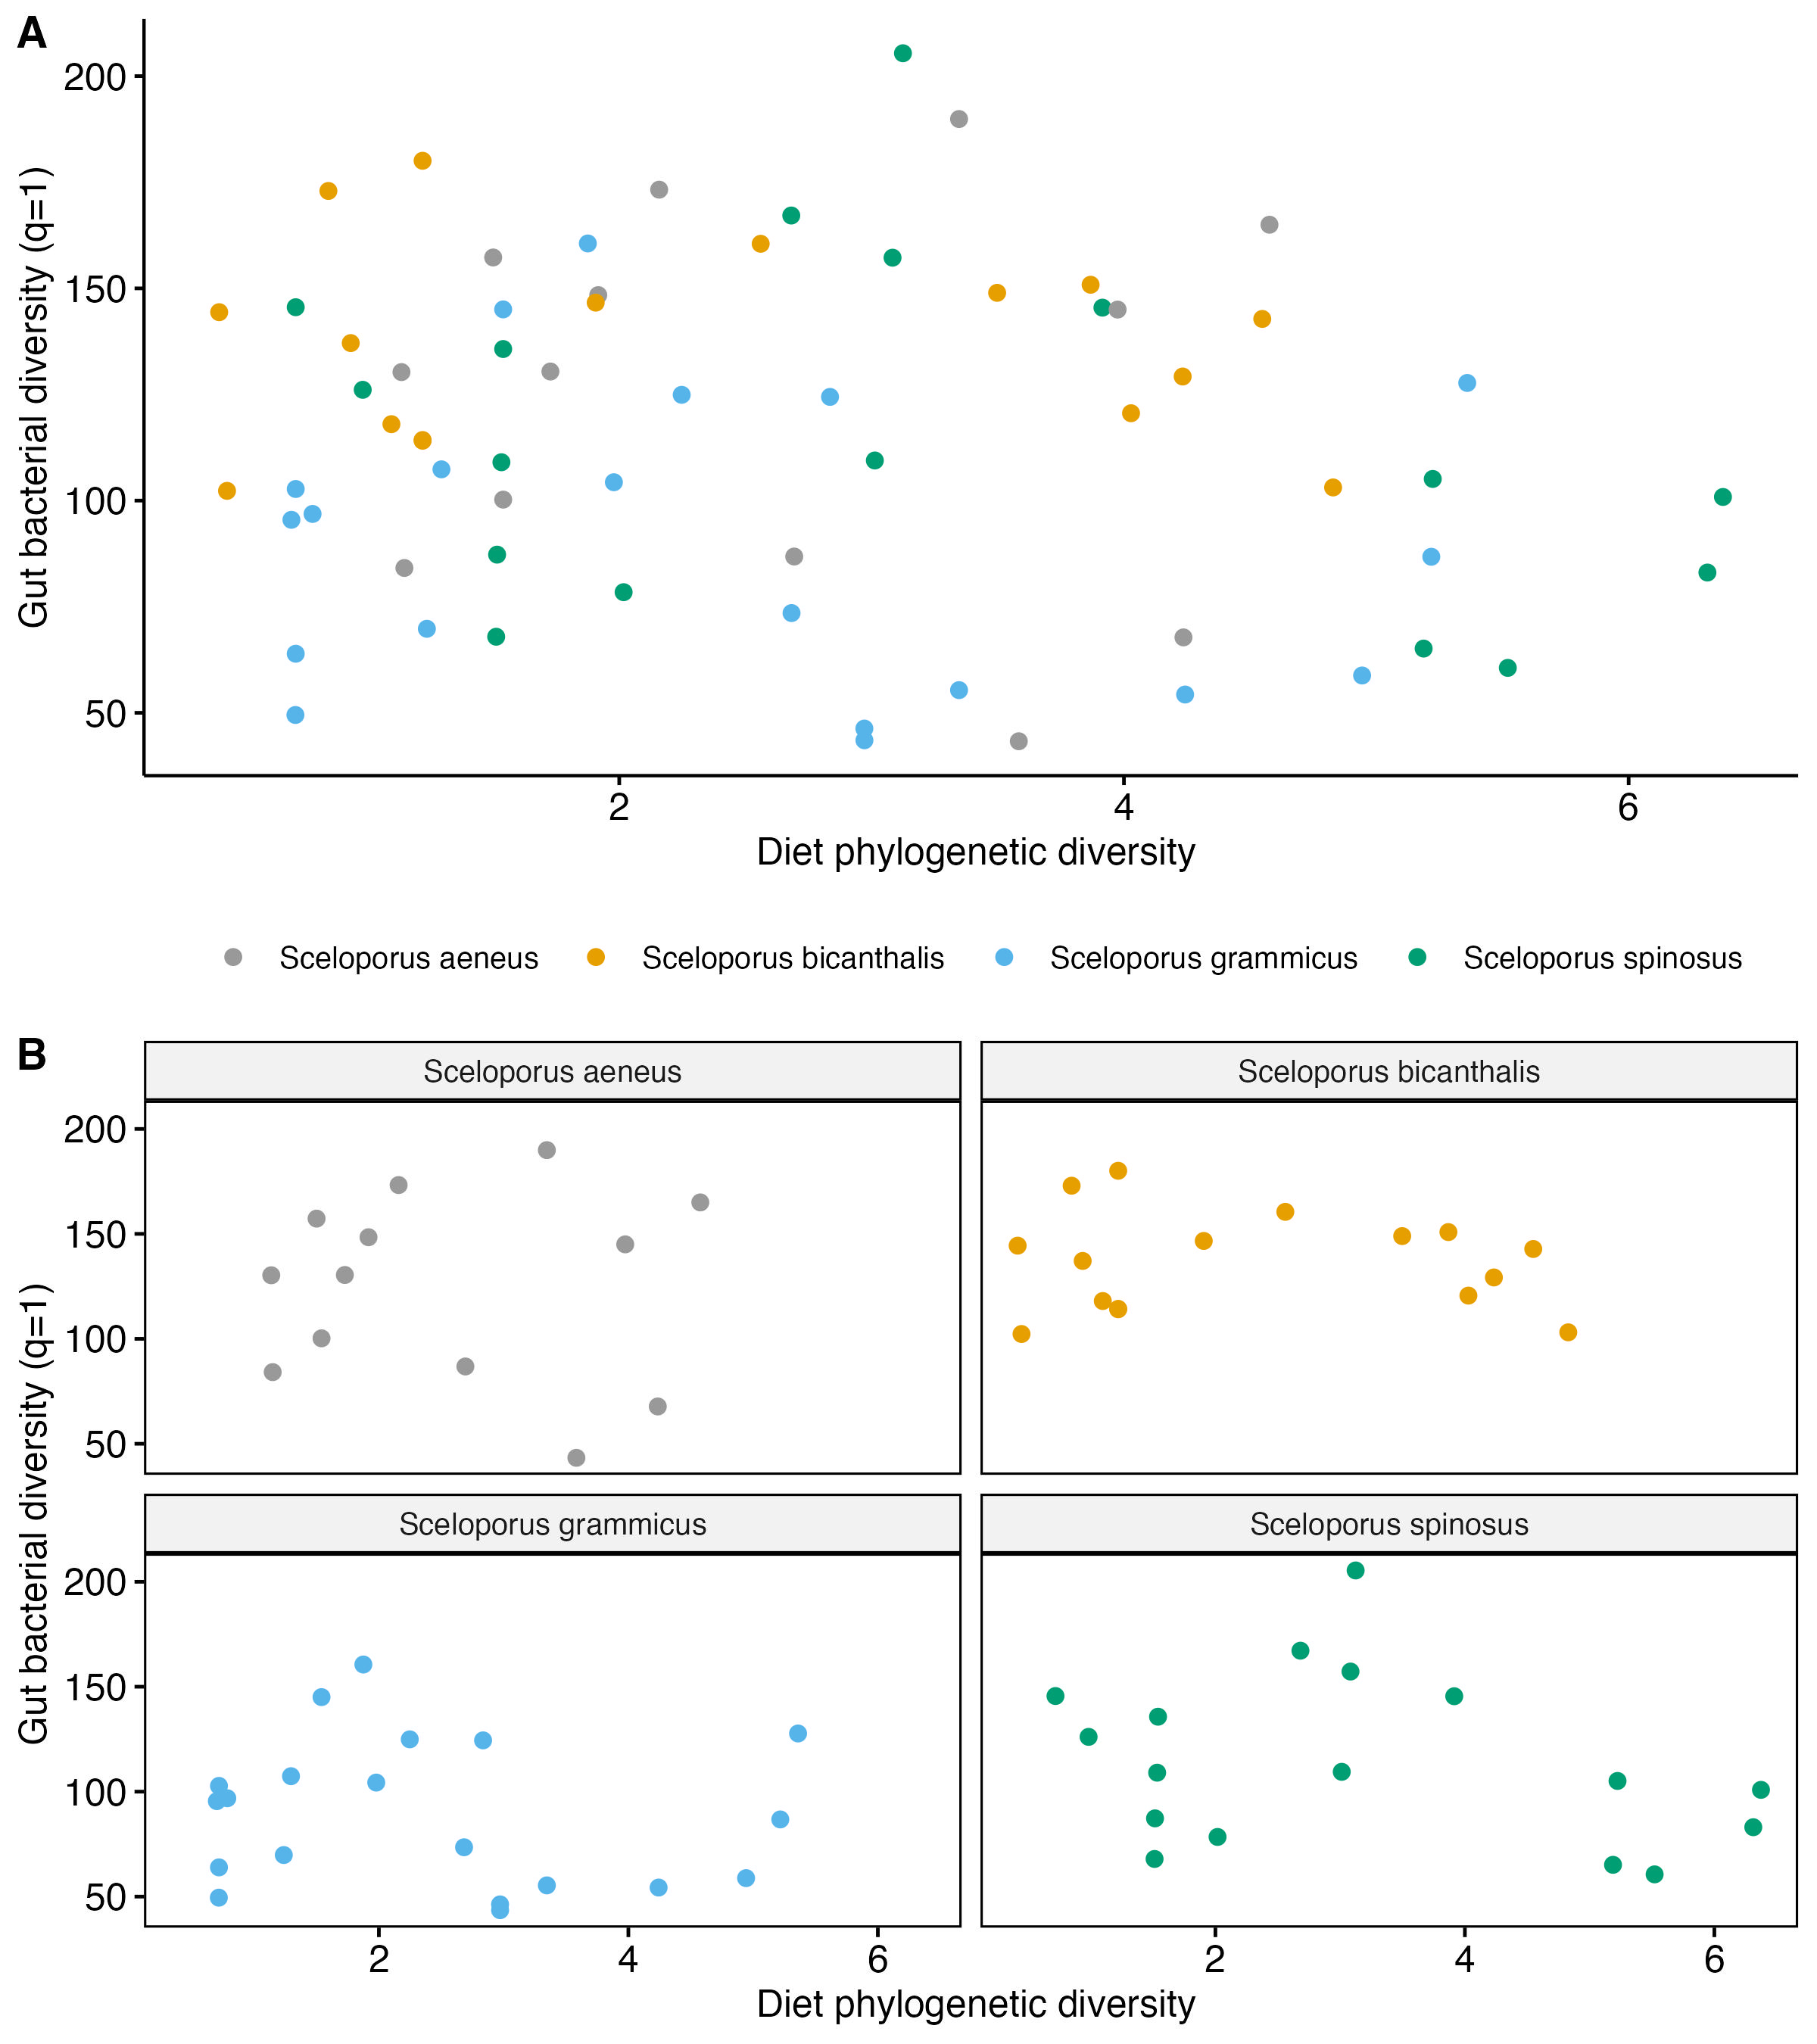 A
200
150
100
50
Gut bacterial diversity (q=1)
2 4 6
Diet phylogenetic diversity
Sceloporus aeneus Sceloporus bicanthalis Sceloporus grammicus Sceloporus spinosus
B
Sceloporus aeneus Sceloporus bicanthalis
200
150
100
50
Gut bacterial diversity (q=1)
Sceloporus grammicus Sceloporus spinosus
200
150
100
50
2 4 6 2 4 6
Diet phylogenetic diversity